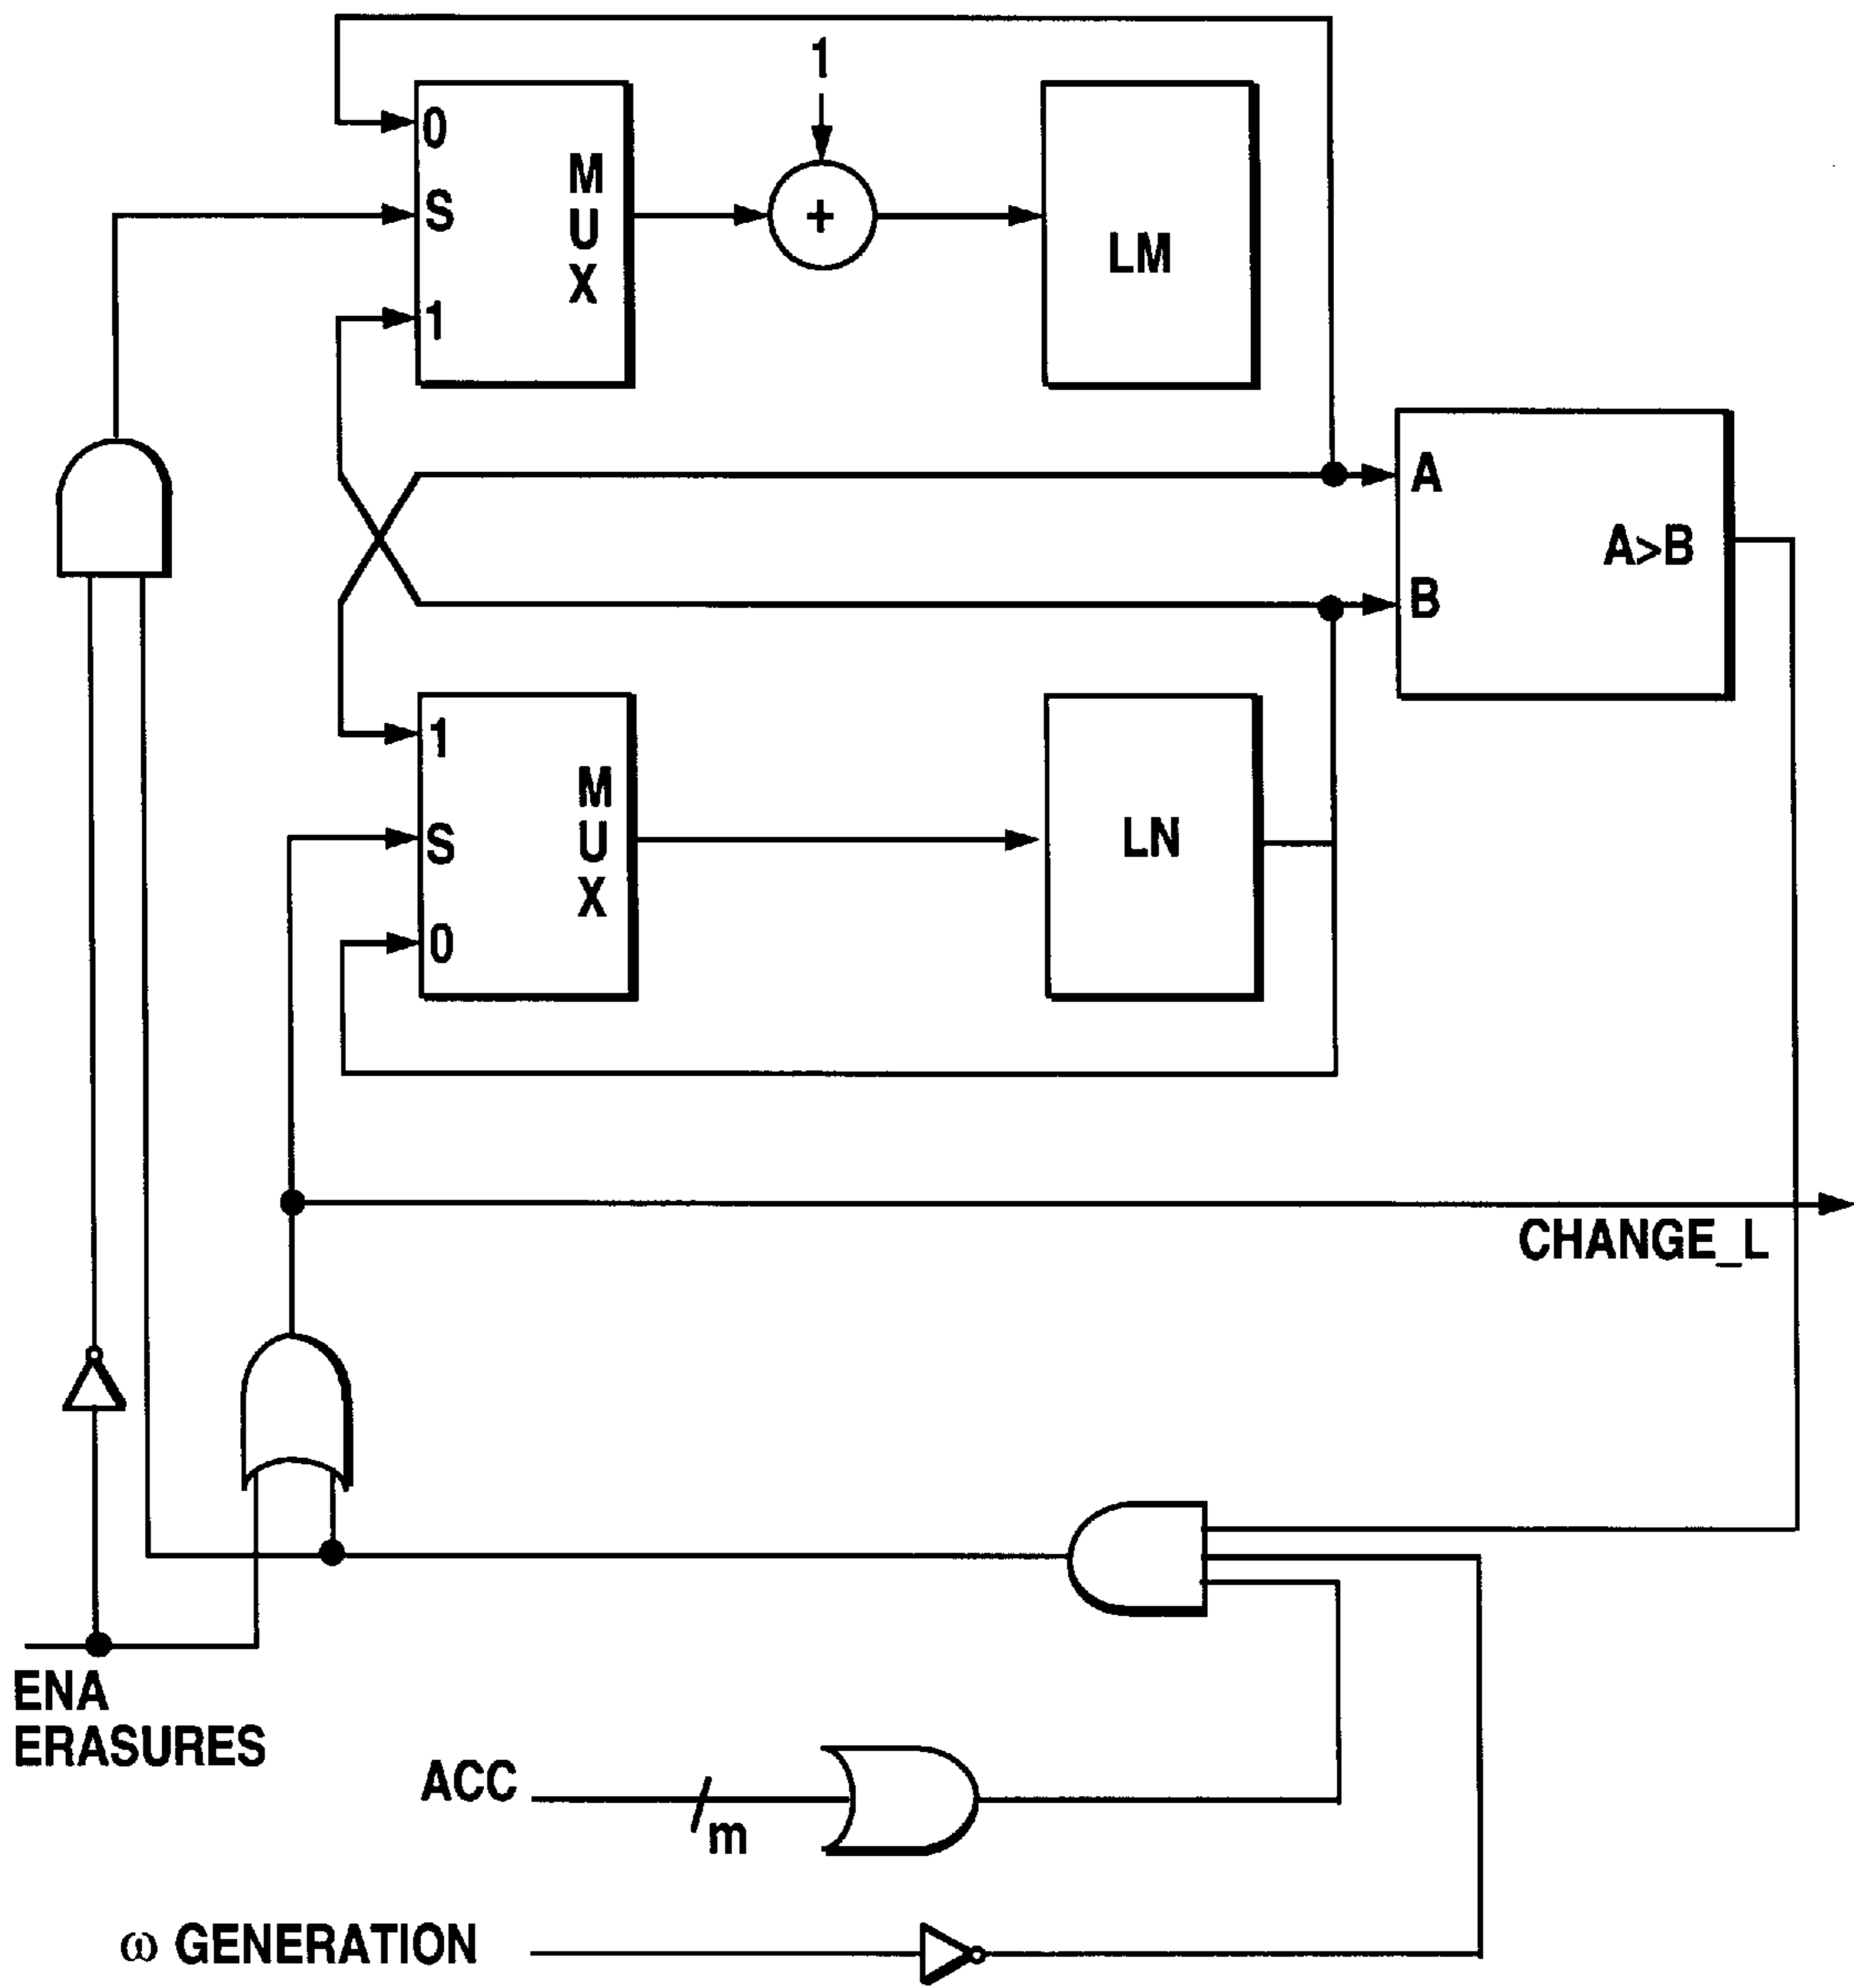 1
0
S
1
M
U
X
+
LM
A
B
A>B
1
S
0
M
U
X
LN
CHANGE_L
ENA
ERASURES
ACC
m
ω GENERATION